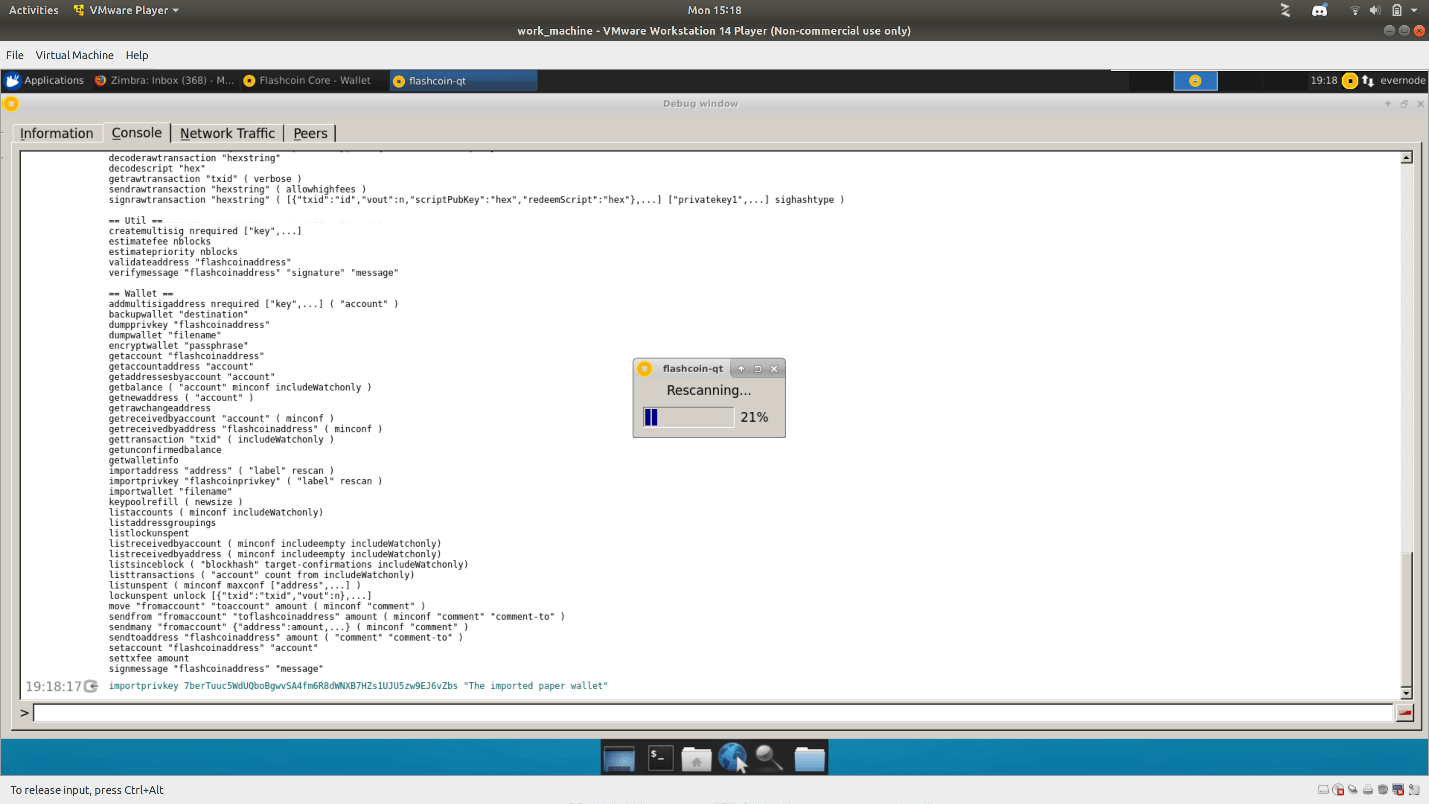 Activities VMware Player Mon 15:18
work_machine - VMware Workstation 14 Player (Non-commercial use only)
File Virtual Machine Help
Applications Zimbra: Inbox (368) - M... Flashcoin Core - Wallet flashcoin-qt 19:18 evernode
Debug window
Information Console Network Traffic Peers
decoderawtransaction "hexstring"
decodescript "hex"
getrawtransaction "txid" ( verbose )
sendrawtransaction "hexstring" ( allowhighfees )
signrawtransaction "hexstring" ( [{"txid":"id","vout":n,"scriptPubKey":"hex","redeemScript":"hex"},...] ["privatekey1",...] sighashtype )
== Util ==
createmultisig nrequired ["key",...]
estimatefee nblocks
estimatepriority nblocks
validateaddress "flashcoinaddress"
verifymessage "flashcoinaddress" "signature" "message"
== Wallet ==
addmultisigaddress nrequired ["key",...] ( "account" )
backupwallet "destination"
dumpprivkey "flashcoinaddress"
dumpwallet "filename"
encryptwallet "passphrase"
getaccount "flashcoinaddress"
getaccountaddress "account"
getaddressesbyaccount "account"
getbalance ( "account" minconf includeWatchonly )
getnewaddress ( "account" )
getrawchangeaddress
getreceivedbyaccount "account" ( minconf )
getreceivedbyaddress "flashcoinaddress" ( minconf )
gettransaction "txid" ( includeWatchonly )
getunconfirmedbalance
getwalletinfo
importaddress "address" ( "label" rescan )
importprivkey "flashcoinprivkey" ( "label" rescan )
importwallet "filename"
keypoolrefill ( newsize )
listaccounts ( minconf includeWatchonly)
listaddressgroupings
listlockunspent
listreceivedbyaccount ( minconf includeempty includeWatchonly)
listreceivedbyaddress ( minconf includeempty includeWatchonly)
listsinceblock ( "blockhash" target-confirmations includeWatchonly)
listtransactions ( "account" count from includeWatchonly)
listunspent ( minconf maxconf ["address",...] )
lockunspent unlock [{"txid":"txid","vout":n},...]
move "fromaccount" "toaccount" amount ( minconf "comment" )
sendfrom "fromaccount" "toflashcoinaddress" amount ( minconf "comment" "comment-to" )
sendmany "fromaccount" {"address":amount,...} ( minconf "comment" )
sendtoaddress "flashcoinaddress" amount ( "comment" "comment-to" )
setaccount "flashcoinaddress" "account"
settxfee amount
signmessage "flashcoinaddress" "message"
19:18:17 importprivkey 7berTuuc5WdUQboBgwvSA4fm6R8dWNXB7HZs1UJU5zw9EJ6vZbs "The imported paper wallet"
>
flashcoin-qt
Rescanning...
21%
To release input, press Ctrl+Alt